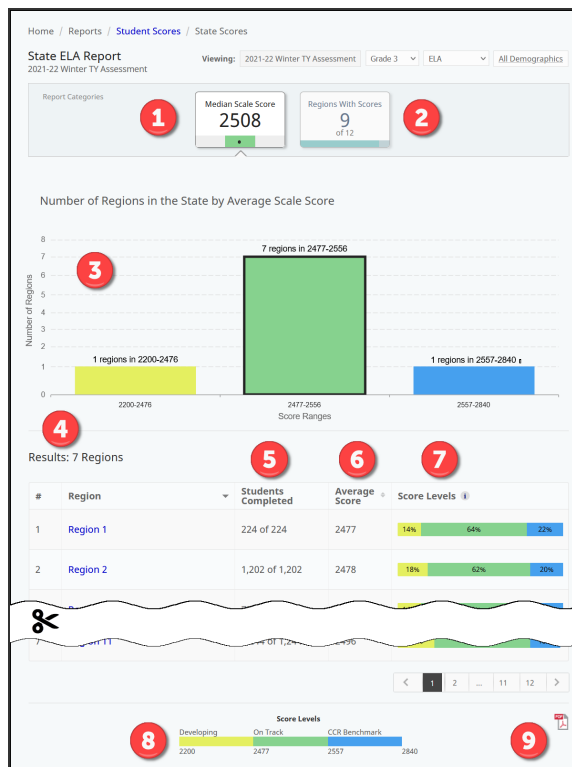 Home / Reports / Student Scores / State Scores
State ELA Report
2021-22 Winter TY Assessment
Viewing: 2021-22 Winter TY Assessment Grade 3 ELA All Demographics
Report Categories
1
Median Scale Score
2508
Regions With Scores
9
of 12
2
Number of Regions in the State by Average Scale Score
Number of Regions
8
7
6
5
4
3
2
1
0
3
7 regions in 2477-2556
1 regions in 2200-2476
1 regions in 2557-2840
2200-2476 2477-2556 2557-2840
Score Ranges
4
5 6 7
Results: 7 Regions
# Region Students Completed Average Score Score Levels i
1 Region 1 224 of 224 2477 14% 64% 22%
2 Region 2 1,202 of 1,202 2478 18% 62% 20%
1 2 ... 11 12
Score Levels
Developing On Track CCR Benchmark
2200 2477 2557 2840
8
9
PDF